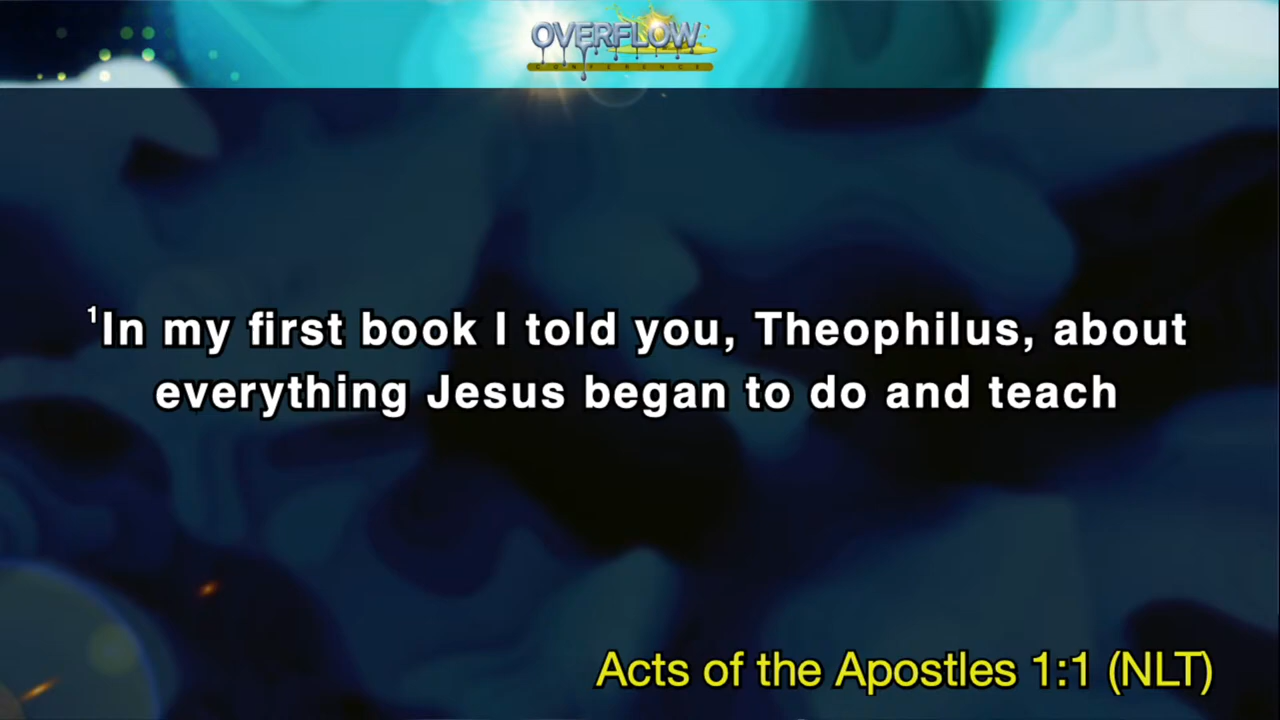 OVERFLOW
CONFERENCE
¹In my first book I told you, Theophilus, about
everything Jesus began to do and teach
Acts of the Apostles 1:1 (NLT)